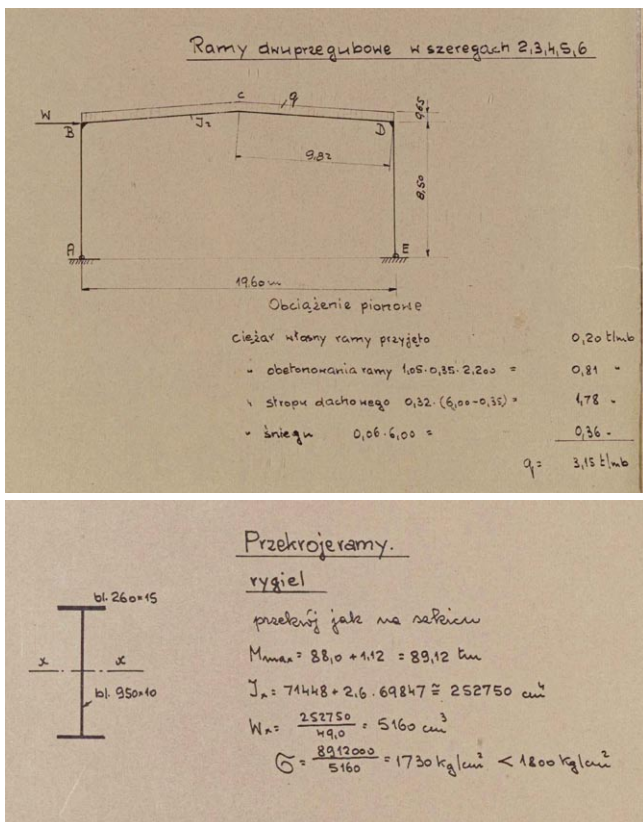 Ramy dwuprzegubowe w szeregach 2,3,4,5,6
C
q
W
B
J₂
D
0,65
9.82
8,50
A
E
19.60 m
Obciążenie pionowe
ciężar własny ramy przyjęto 0,20 t/mb
" obetonowania ramy 1,05·0,35·2,200 = 0,81 "
" stropu dachowego 0.32·(6,00-0,35) = 1,78 "
" śniegu 0,06·6,00 = 0,36 "
q = 3,15 t/mb
Przekroje ramy.
rygiel
bl. 260×15
przekrój jak na szkicu
Mmax = 88,0 + 1.12 = 89,12 tm
x x
Jx = 71448 + 2,6·69847 ≅ 252750 cm⁴
bl. 950×10
Wx = 252750/49,0 = 5160 cm³
σ = 8912000/5160 = 1730 kg/cm² < 1800 kg/cm²